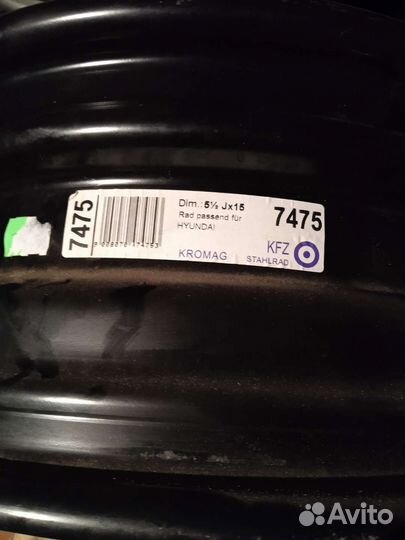 7475
Dim.: 5½ Jx15
Rad passend für
HYUNDAI
7475
KROMAG
KFZ
STAHLRAD
Avito